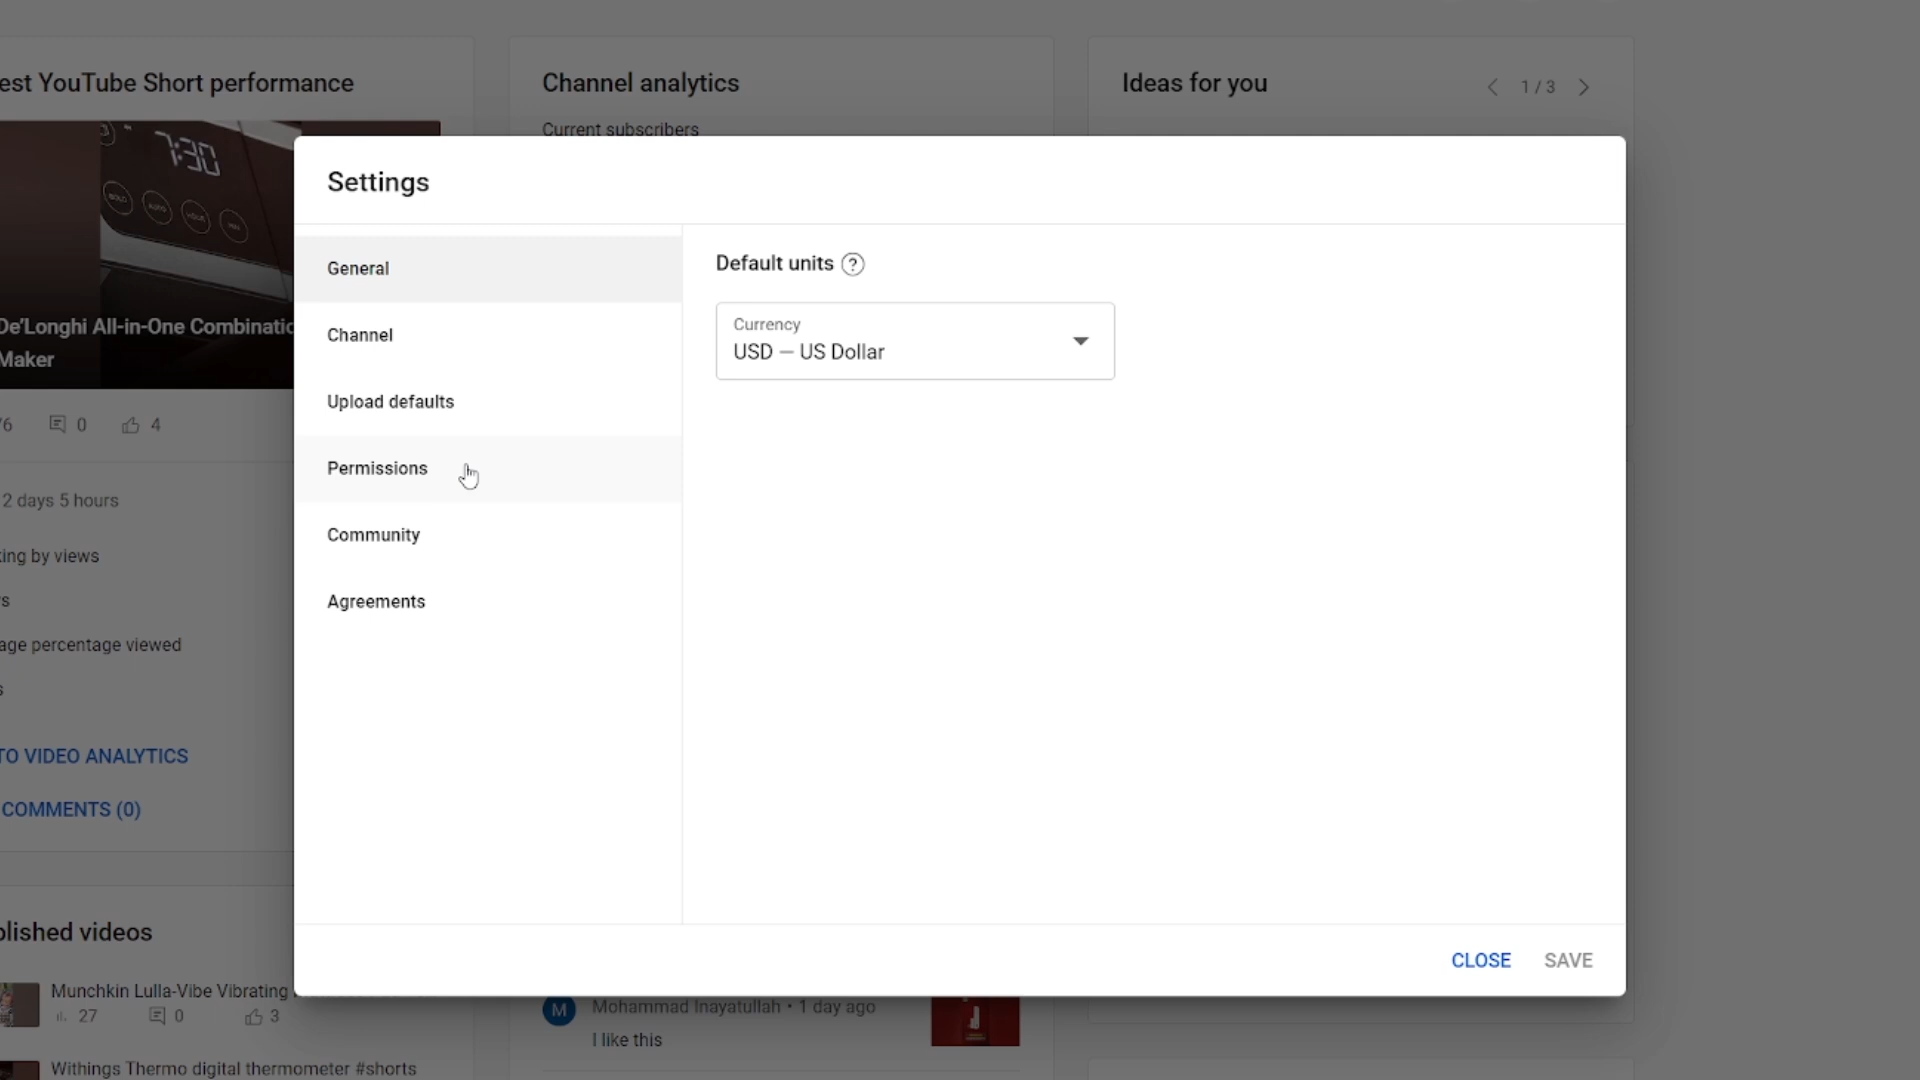 est YouTube Short performance
Channel analytics
Ideas for you
1 / 3
Current subscribers
7:30
De'Longhi All-in-One Combinatio
Maker
0
4
2 days 5 hours
ing by views
age percentage viewed
TO VIDEO ANALYTICS
COMMENTS (0)
Settings
General
Channel
Upload defaults
Permissions
Community
Agreements
Default units ?
Currency
USD – US Dollar
CLOSE
SAVE
blished videos
Munchkin Lulla-Vibe Vibrating
27
0
3
Withings Thermo digital thermometer #shorts
M
Mohammad Inayatullah • 1 day ago
I like this